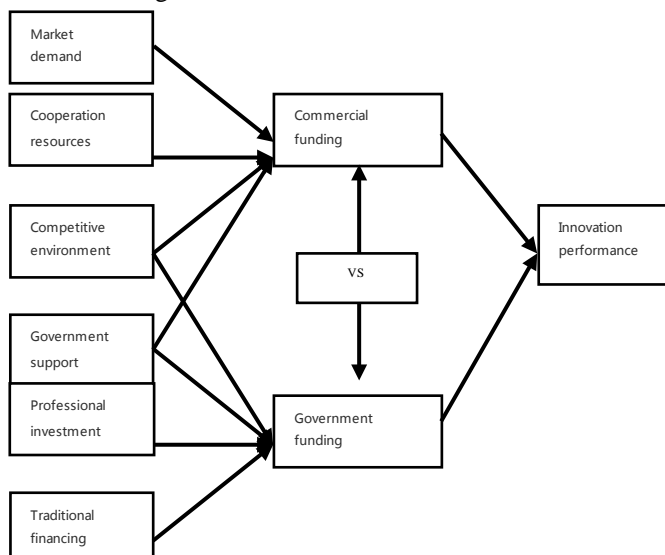 Market
demand
Cooperation
resources
Competitive
environment
Government
support
Professional
investment
Traditional
financing
Commercial
funding
vs
Government
funding
Innovation
performance